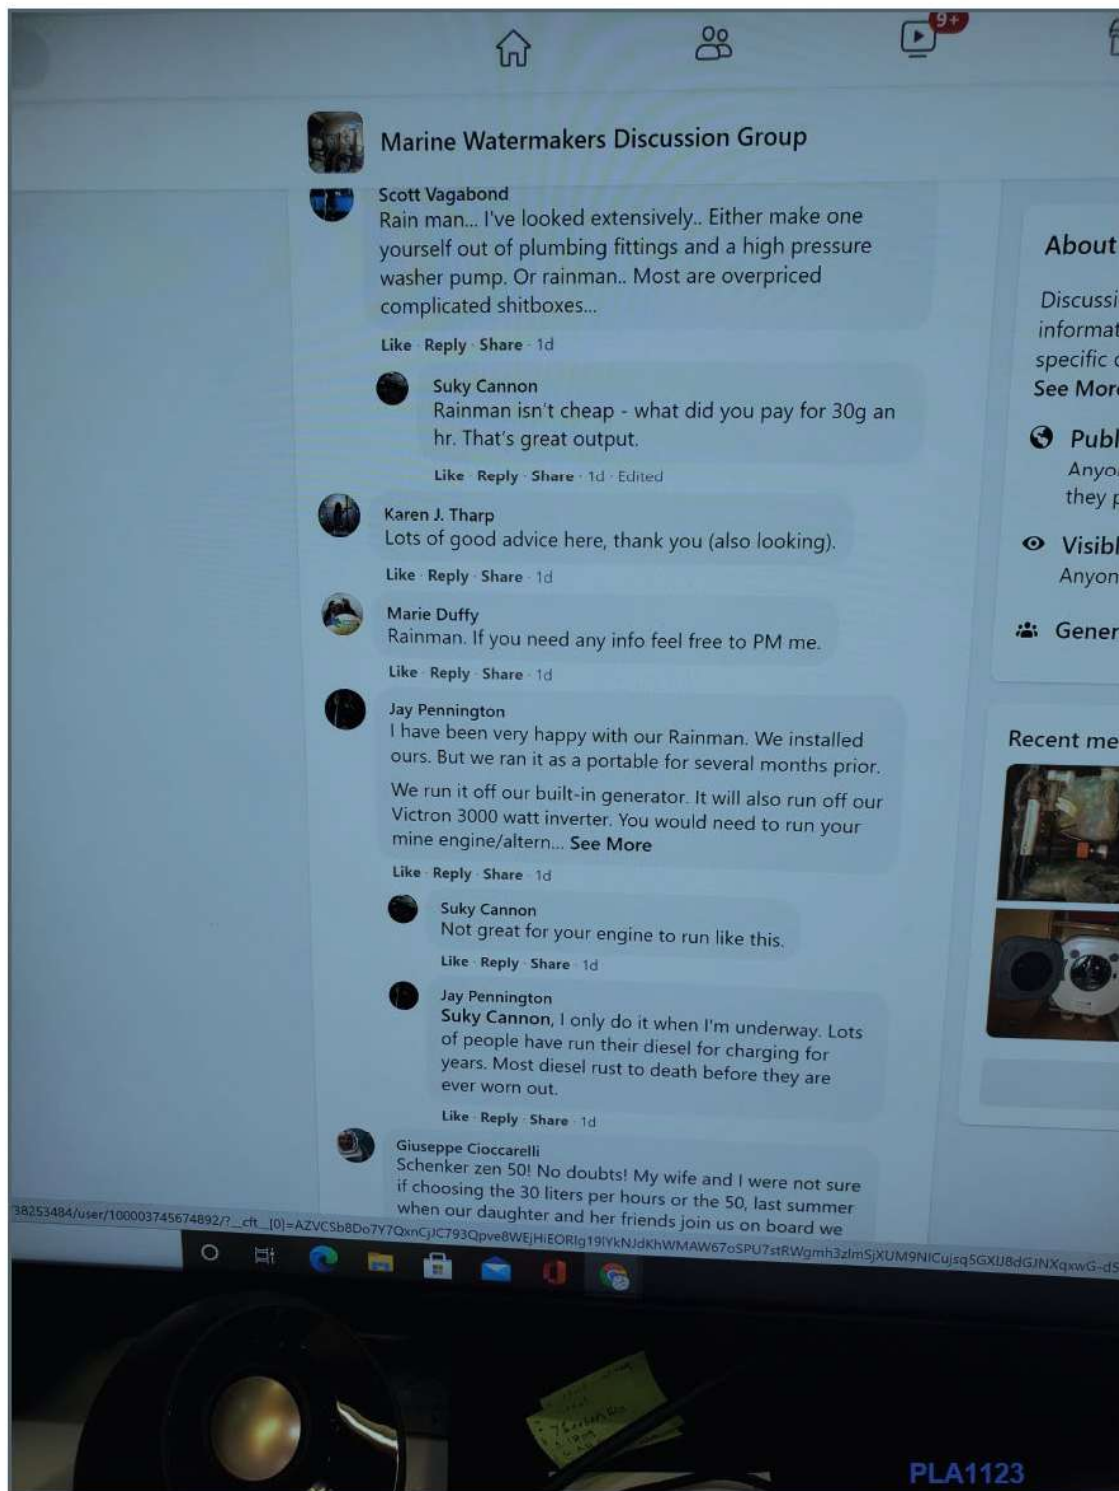 9+
Marine Watermakers Discussion Group
Scott Vagabond
Rain man... I've looked extensively.. Either make one
yourself out of plumbing fittings and a high pressure
washer pump. Or rainman.. Most are overpriced
complicated shitboxes...
Like · Reply · Share · 1d
Suky Cannon
Rainman isn't cheap - what did you pay for 30g an
hr. That's great output.
Like · Reply · Share · 1d · Edited
Karen J. Tharp
Lots of good advice here, thank you (also looking).
Like · Reply · Share · 1d
Marie Duffy
Rainman. If you need any info feel free to PM me.
Like · Reply · Share · 1d
Jay Pennington
I have been very happy with our Rainman. We installed
ours. But we ran it as a portable for several months prior.
We run it off our built-in generator. It will also run off our
Victron 3000 watt inverter. You would need to run your
mine engine/altern... See More
Like · Reply · Share · 1d
Suky Cannon
Not great for your engine to run like this.
Like · Reply · Share · 1d
Jay Pennington
Suky Cannon, I only do it when I'm underway. Lots
of people have run their diesel for charging for
years. Most diesel rust to death before they are
ever worn out.
Like · Reply · Share · 1d
Giuseppe Cioccarelli
Schenker zen 50! No doubts! My wife and I were not sure
if choosing the 30 liters per hours or the 50, last summer
when our daughter and her friends join us on board we
About
Discussi
informat
specific
See More
Publ
Anyo
they p
Visibl
Anyon
Gener
Recent me
38253484/user/100003745674892/?__cft__[0]=
PLA1123